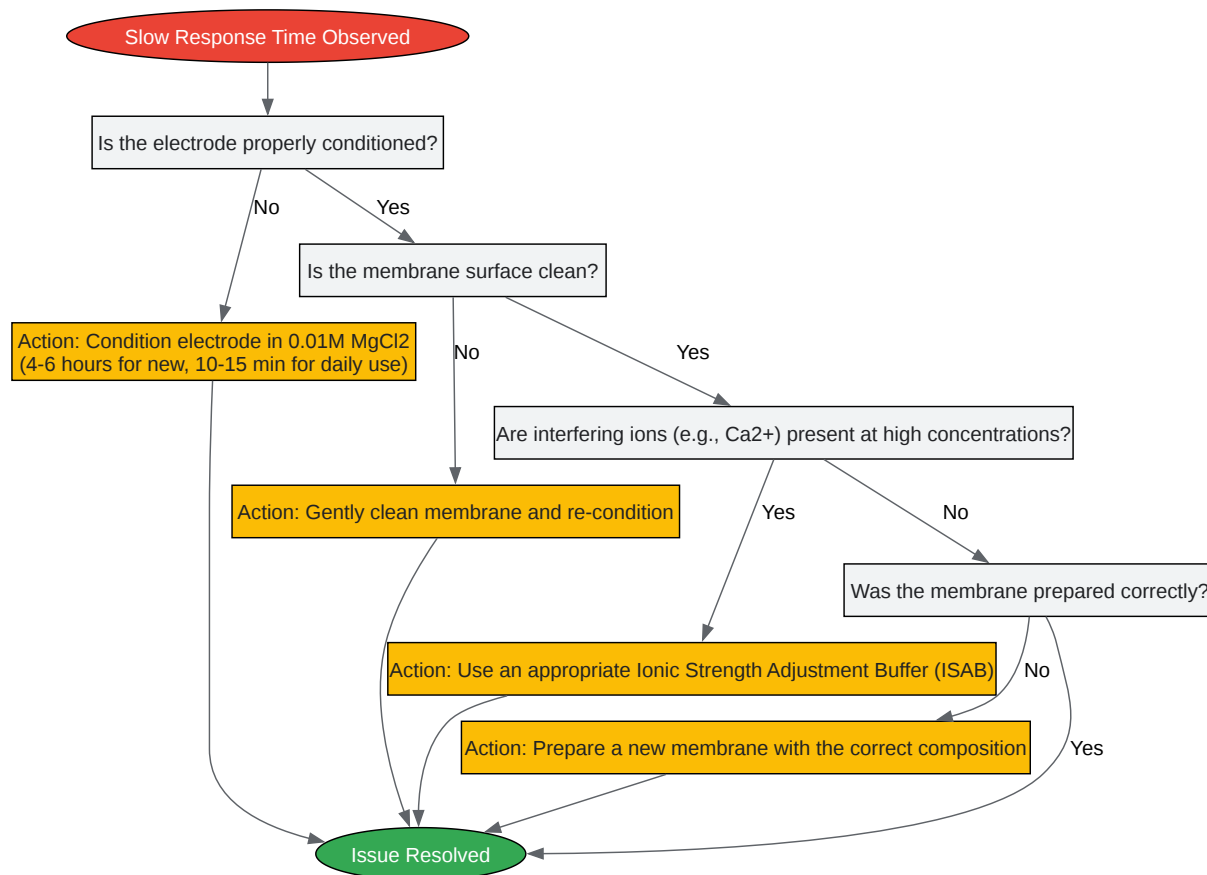 Slow Response Time Observed
Is the electrode properly conditioned?
No
Yes
Is the membrane surface clean?
Action: Condition electrode in 0.01M MgCl2
(4-6 hours for new, 10-15 min for daily use)
No
Yes
Are interfering ions (e.g., Ca2+) present at high concentrations?
Action: Gently clean membrane and re-condition
Yes
No
Was the membrane prepared correctly?
Action: Use an appropriate Ionic Strength Adjustment Buffer (ISAB)
No
Action: Prepare a new membrane with the correct composition
Yes
Issue Resolved